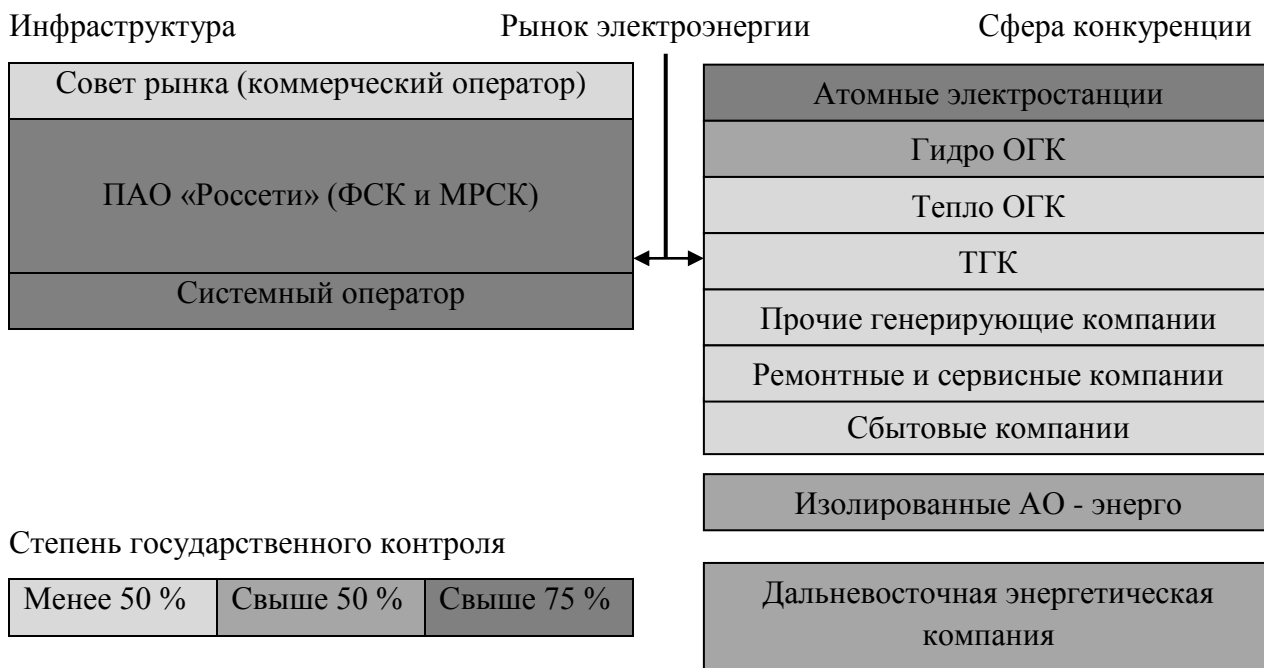 Инфраструктура
Рынок электроэнергии
Сфера конкуренции
Совет рынка (коммерческий оператор)
ПАО «Россети» (ФСК и МРСК)
Системный оператор
Атомные электростанции
Гидро ОГК
Тепло ОГК
ТГК
Прочие генерирующие компании
Ремонтные и сервисные компании
Сбытовые компании
Изолированные АО - энерго
Дальневосточная энергетическая
компания
Степень государственного контроля
Менее 50 %
Свыше 50 %
Свыше 75 %